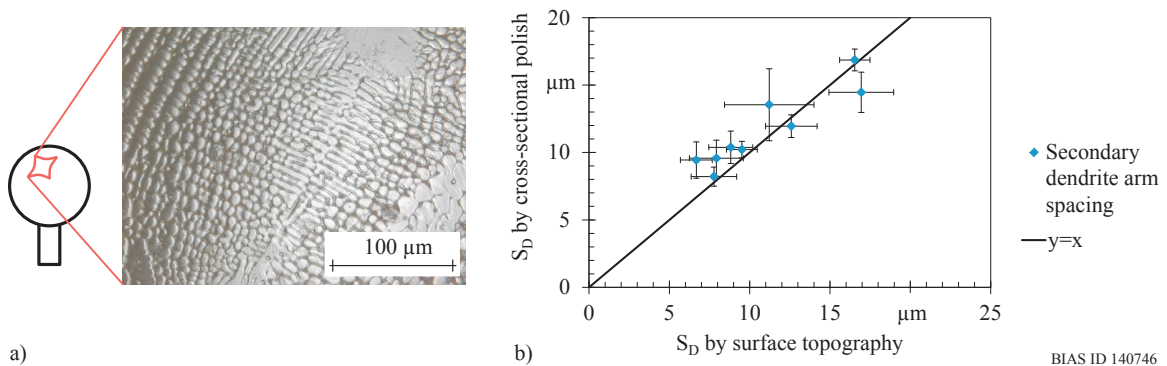 100 µm
a)
20
µm
10
5
0
S_D by cross-sectional polish
0
5
10
15
µm
25
S_D by surface topography
Secondary
dendrite arm
spacing
y=x
b)
BIAS ID 140746